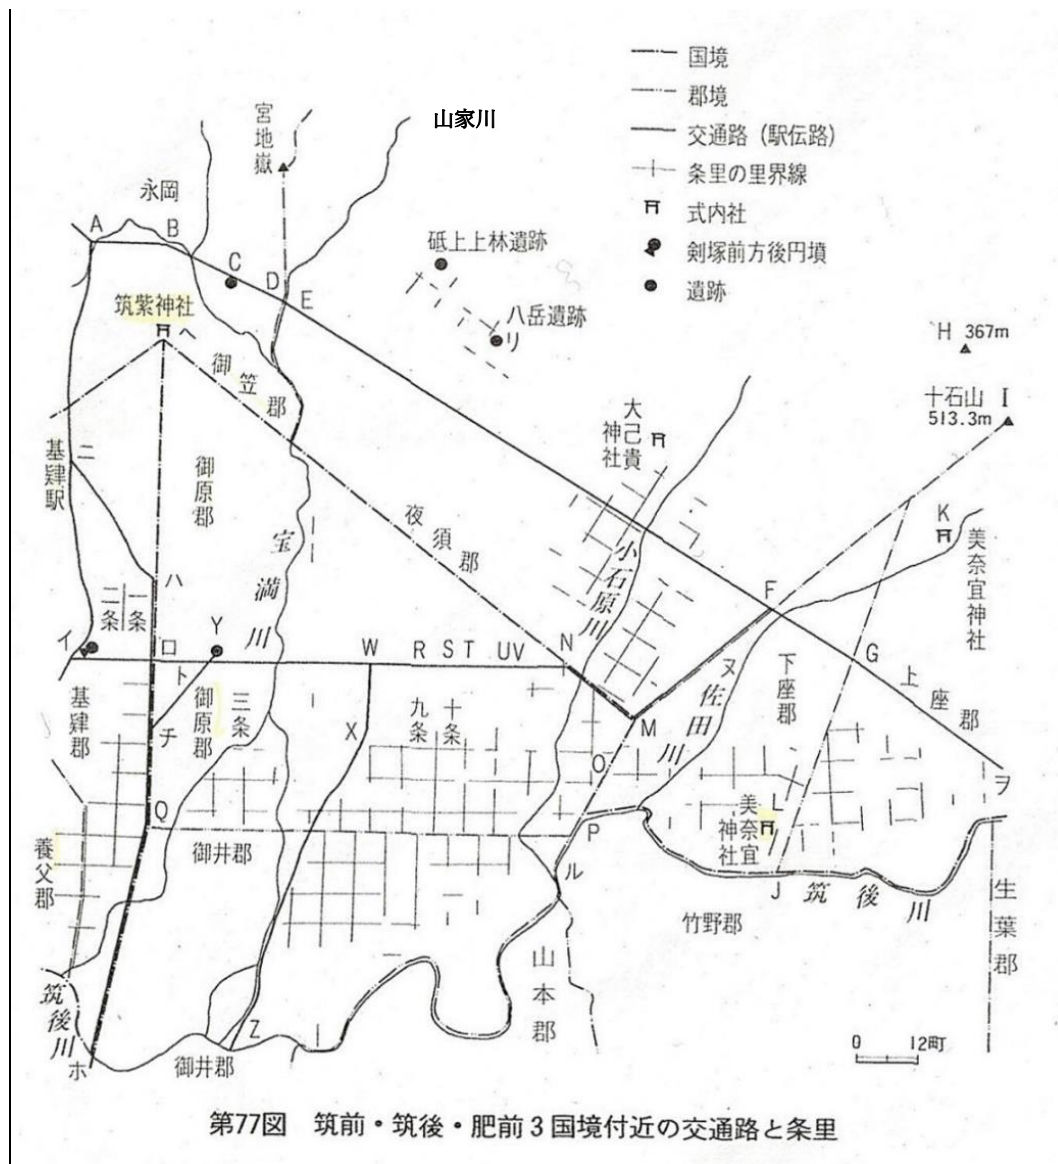 国境
郡境
交通路（駅伝路）
条里の里界線
式内社
剣塚前方後円墳
遺跡
宮地嶽
山家川
永岡
A
B
C
D
E
砥上上林遺跡
八岳遺跡
リ
筑紫神社
ヘ
御笠郡
H 367m
十石山 I
513.3m
大己貴神社
基肄駅
ニ
御原郡
宝満川
夜須郡
小石原川
K
美奈宜神社
ハ
一条
二条
イ
ロ
Y
W
R S T U V
N
F
G
ヌ
下座郡
上座郡
佐田川
ト
基肄郡
御原郡
三条
チ
X
九条
十条
M
O
ヲ
Q
P
美奈宜神社
養父郡
御井郡
ル
J
筑後川
竹野郡
生葉郡
山本郡
筑後川
Z
ホ
御井郡
0 12町
第77図 筑前・筑後・肥前3国境付近の交通路と条里